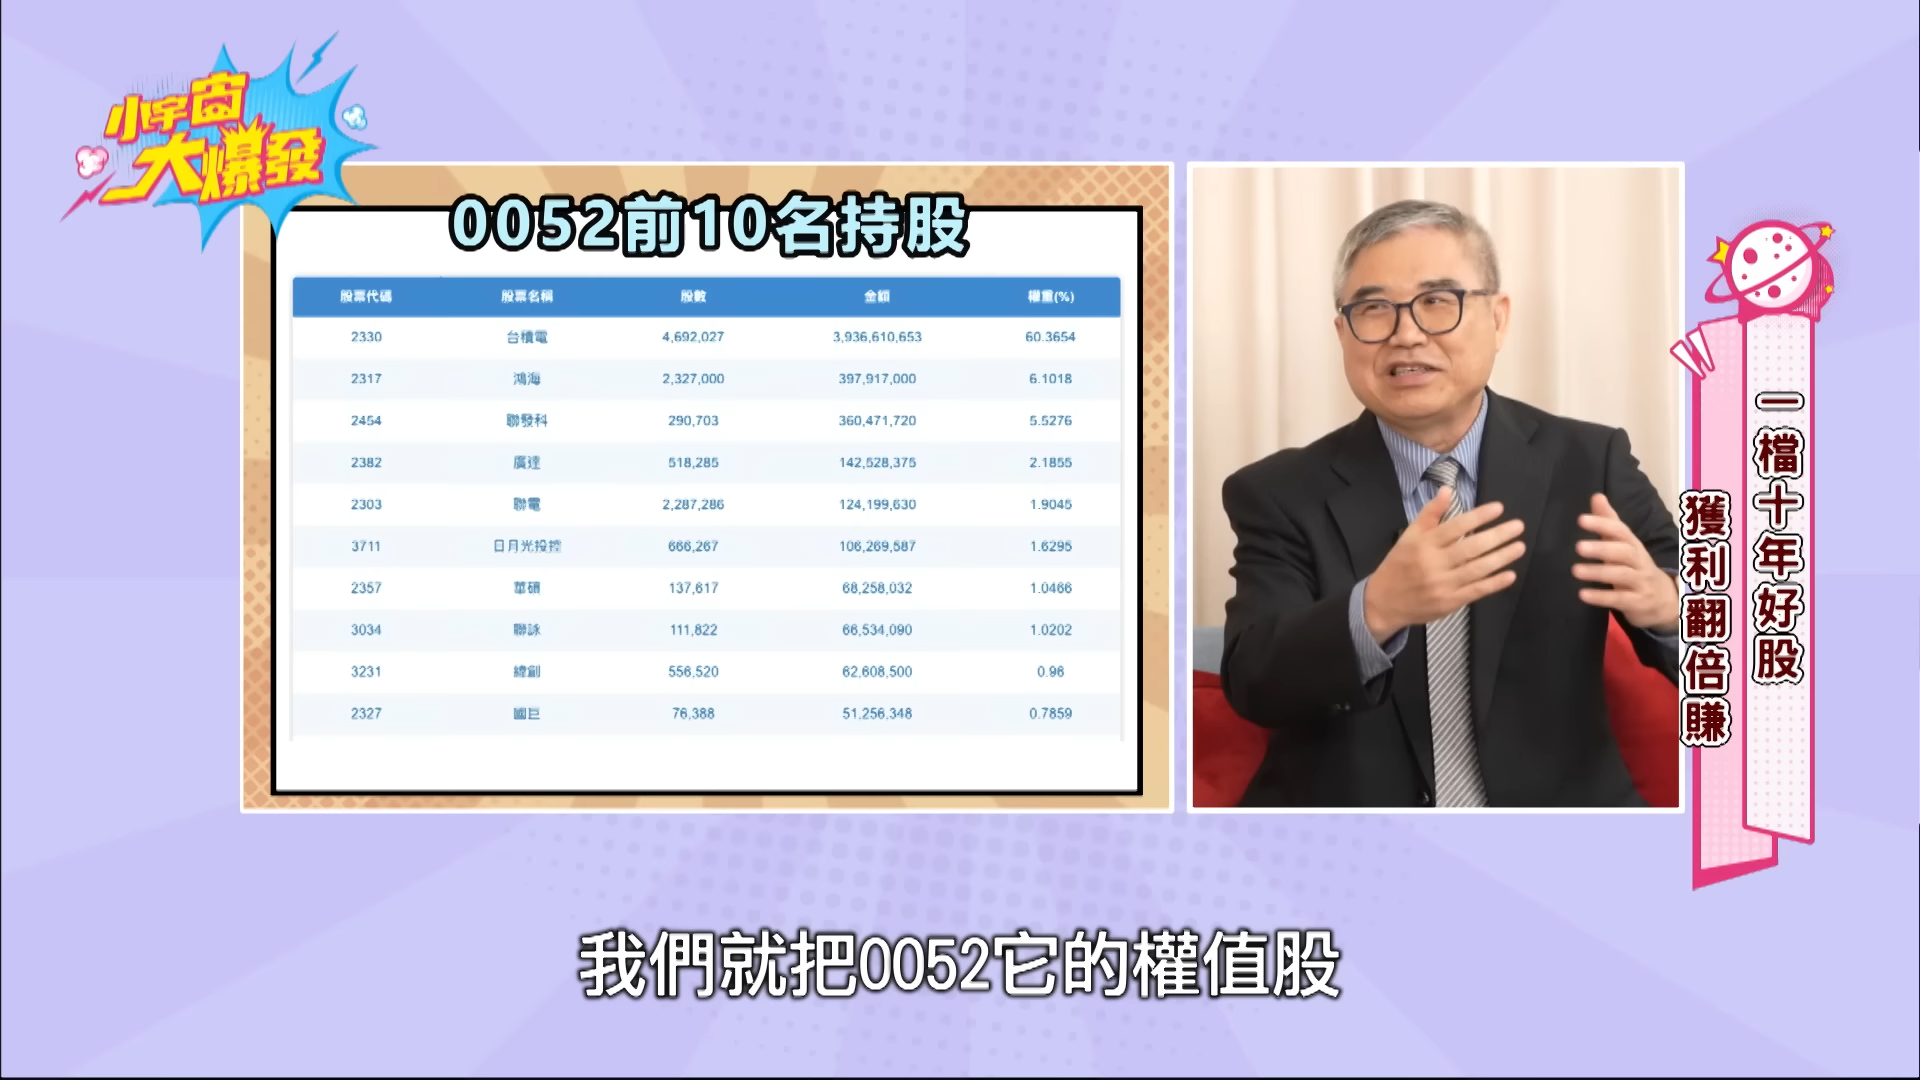 小宇宙
大爆發
0052前10名持股
股票代碼 股票名稱 股數 金額 權重(%)
2330 台積電 4,692,027 3,936,610,653 60.3654
2317 鴻海 2,327,000 397,917,000 6.1018
2454 聯發科 290,703 360,471,720 5.5276
2382 廣達 518,285 142,528,375 2.1855
2303 聯電 2,287,286 124,199,630 1.9045
3711 日月光投控 666,267 106,269,587 1.6295
2357 華碩 137,617 68,258,032 1.0466
3034 聯詠 111,822 66,534,090 1.0202
3231 緯創 556,520 62,608,500 0.96
2327 國巨 76,388 51,256,348 0.7859
一檔十年好股
獲利翻倍賺
我們就把0052它的權值股